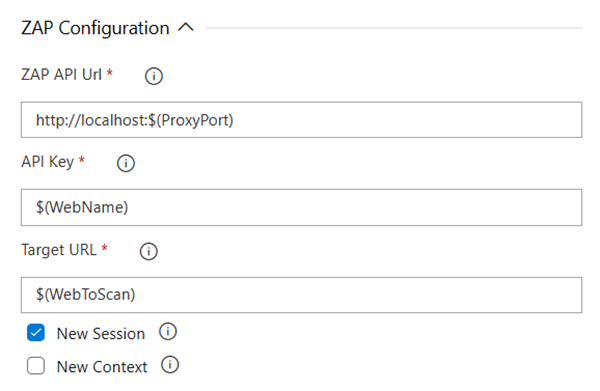 ZAP Configuration
ZAP API Url *
http://localhost:$(ProxyPort)
API Key *
$(WebName)
Target URL *
$(WebToScan)
New Session
New Context